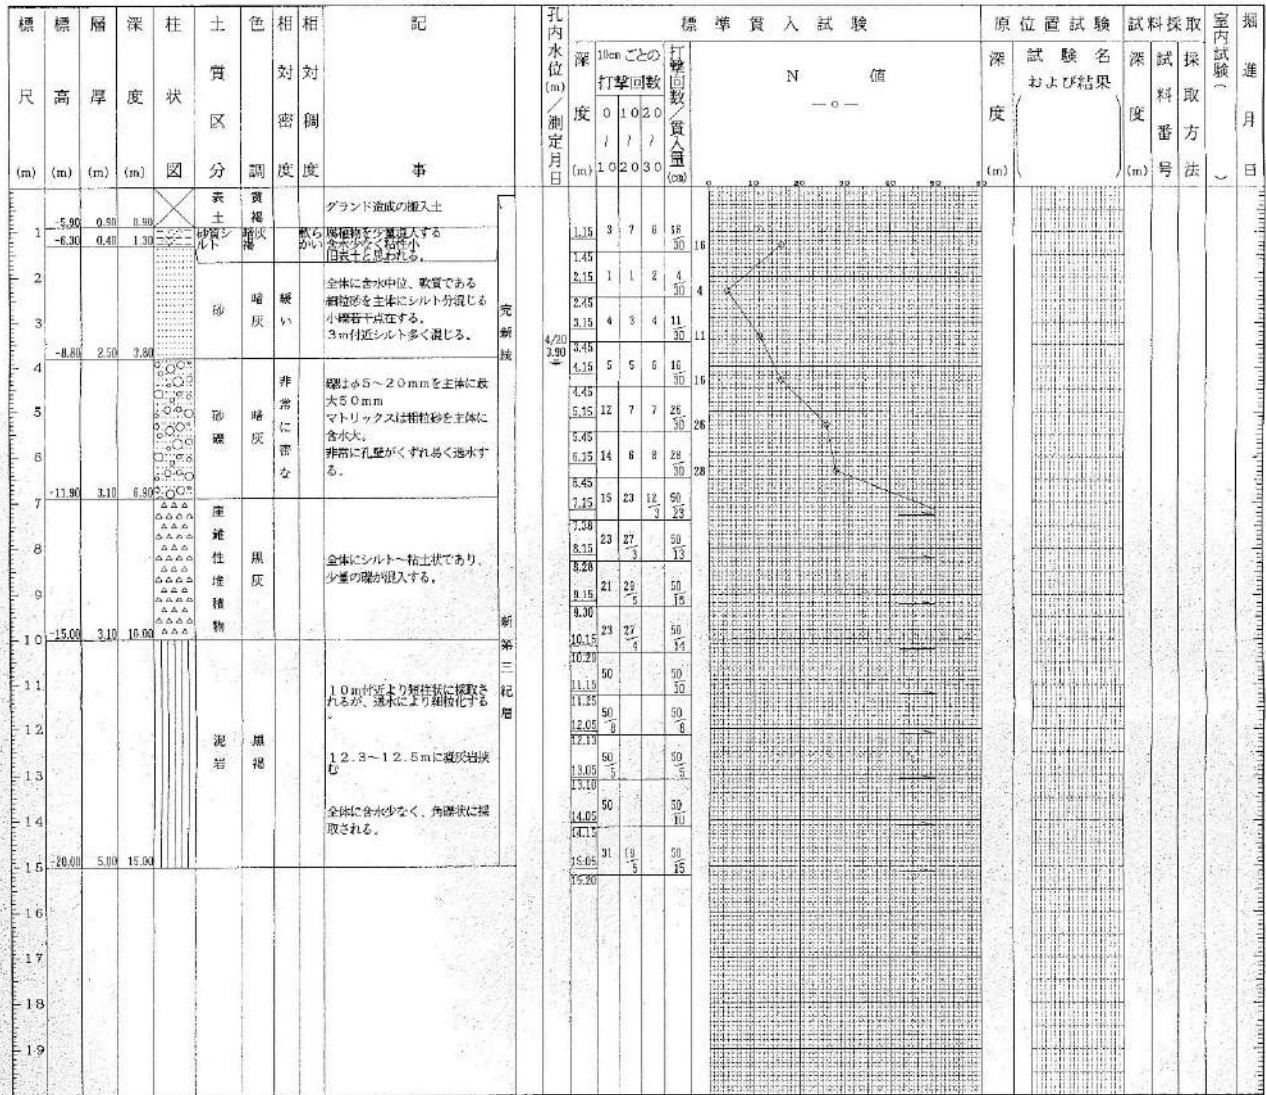 標尺 (m)
標高 (m)
層厚 (m)
深度 (m)
柱状図
土質区分
色調
相対密度
相対稠度
記事
孔内水位(m)/測定月日
標準貫入試験
深度 (m)
10cmごとの打撃回数
0 10 20
〜 〜 〜
10 20 30
打撃回数/貫入量 (cm)
N 値
—o—
原位置試験
深度 (m)
試験名および結果
試料採取
深度 (m)
試料番号
採取方法
室内試験( )
掘進月日
0 10 20 30 40 50 60
-5.90 0.90 0.90 表土 黄褐 グランド造成の搬入土
-6.30 0.40 1.30 砂質シルト 暗灰褐 軟らかい
腐植物を少量混入する
含水少なく粘性小
旧表土と思われる。
-8.80 2.50 3.80 砂 暗灰 緩い
全体に含水中位、軟質である
細粒砂を主体にシルト分混じる
小礫若干点在する。
3m付近シルト多く混じる。
-11.90 3.10 6.90 砂礫 暗灰 非常に密な
礫はφ5〜20mmを主体に最
大50mm
マトリックスは粗粒砂を主体に
含水大。
非常に孔壁がくずれ易く逸水す
る。
-15.00 3.10 10.00 崖錐性堆積物 黒灰
全体にシルト〜粘土状であり、
少量の礫が混入する。
-20.00 5.00 15.00 泥岩 黒褐
10m付近より短柱状に採取さ
れるが、送水により細粒化する
。
12.3〜12.5mに凝灰岩挟
む
全体に含水少なく、角礫状に採
取される。
完新統
新第三紀層
4/20
3.90
1.15 3 7 6 16/30 16
1.45
2.15 1 1 2 4/30 4
2.45
3.15 4 3 4 11/30 11
3.45
4.15 5 5 6 16/30 16
4.45
5.15 12 7 7 26/30 26
5.45
6.15 14 6 8 28/30 28
6.45
7.15 15 23 12/3 50/23
7.38
8.15 23 27/3 50/13
8.28
9.15 21 29/5 50/15
9.30
10.15 23 27/4 50/14
10.29
11.15 50 50/10
11.25
12.05 50/8 50/8
12.13
13.05 50/5 50/5
13.10
14.05 50 50/10
14.15
15.05 31 19/5 50/15
15.20
1
2
3
4
5
6
7
8
9
10
11
12
13
14
15
16
17
18
19